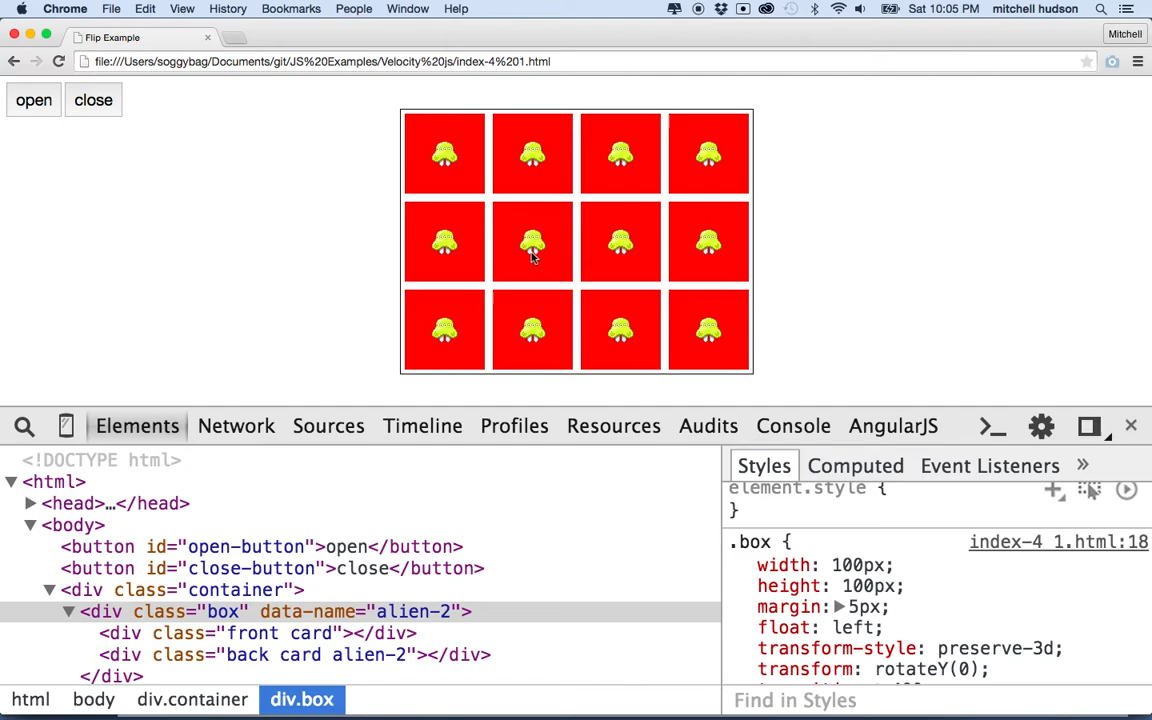 Chrome File Edit View History Bookmarks People Window Help Sat 10:05 PM mitchell hudson
Flip Example Mitchell
file:///Users/soggybag/Documents/git/JS%20Examples/Velocity%20js/index-4%201.html
open close
Elements Network Sources Timeline Profiles Resources Audits Console AngularJS
<!DOCTYPE html>
<html>
<head>…</head>
<body>
<button id="open-button">open</button>
<button id="close-button">close</button>
<div class="container">
<div class="box" data-name="alien-2">
<div class="front card"></div>
<div class="back card alien-2"></div>
</div>
html body div.container div.box
Styles Computed Event Listeners »
element.style {
}
.box { index-4 1.html:18
width: 100px;
height: 100px;
margin: 5px;
float: left;
transform-style: preserve-3d;
transform: rotateY(0);
Find in Styles